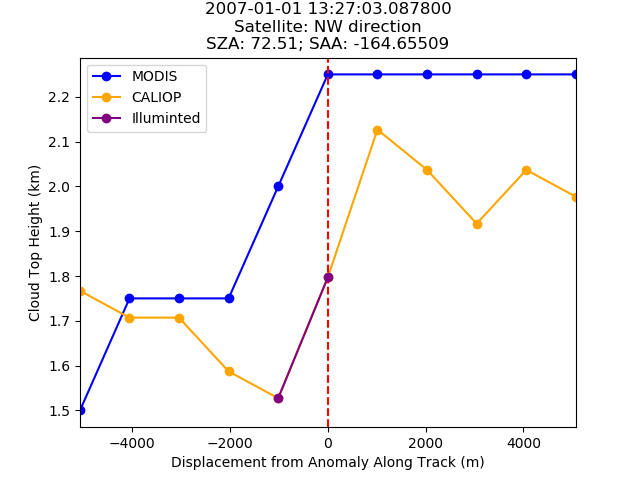 2007-01-01 13:27:03.087800
Satellite: NW direction
SZA: 72.51; SAA: -164.65509
MODIS
CALIOP
Illuminted
Cloud Top Height (km)
2.2
2.1
2.0
1.9
1.8
1.7
1.6
1.5
−4000
−2000
0
2000
4000
Displacement from Anomaly Along Track (m)